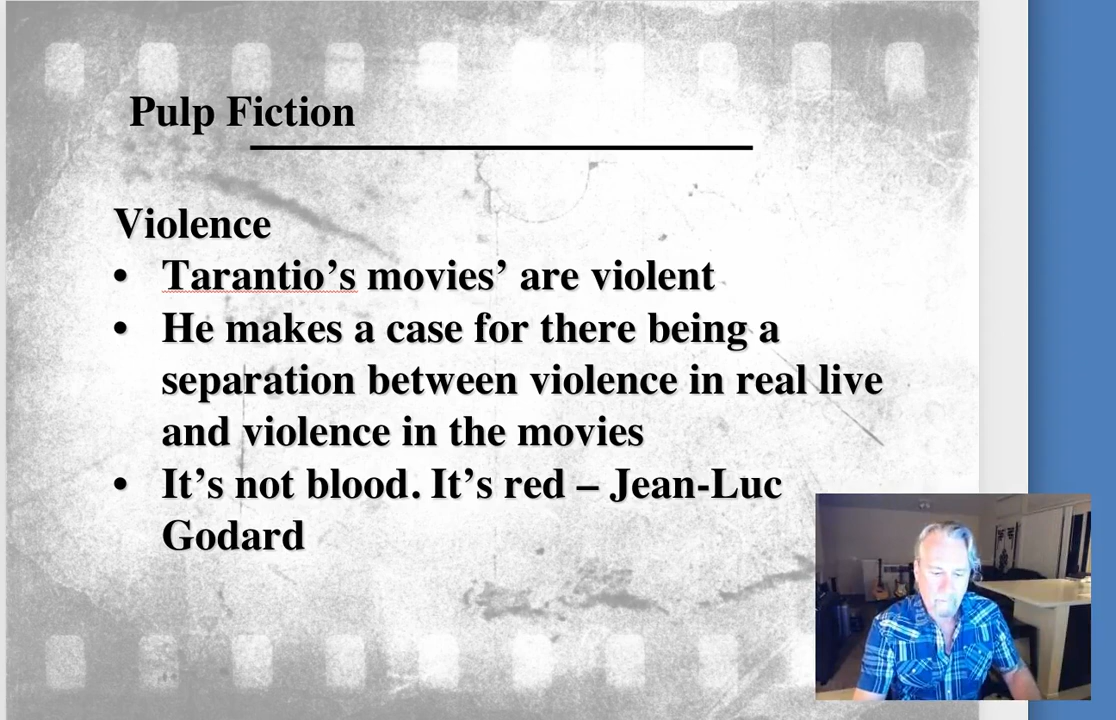 Pulp Fiction
Violence
• Tarantio’s movies’ are violent
• He makes a case for there being a
separation between violence in real live
and violence in the movies
• It’s not blood. It’s red – Jean-Luc
Godard